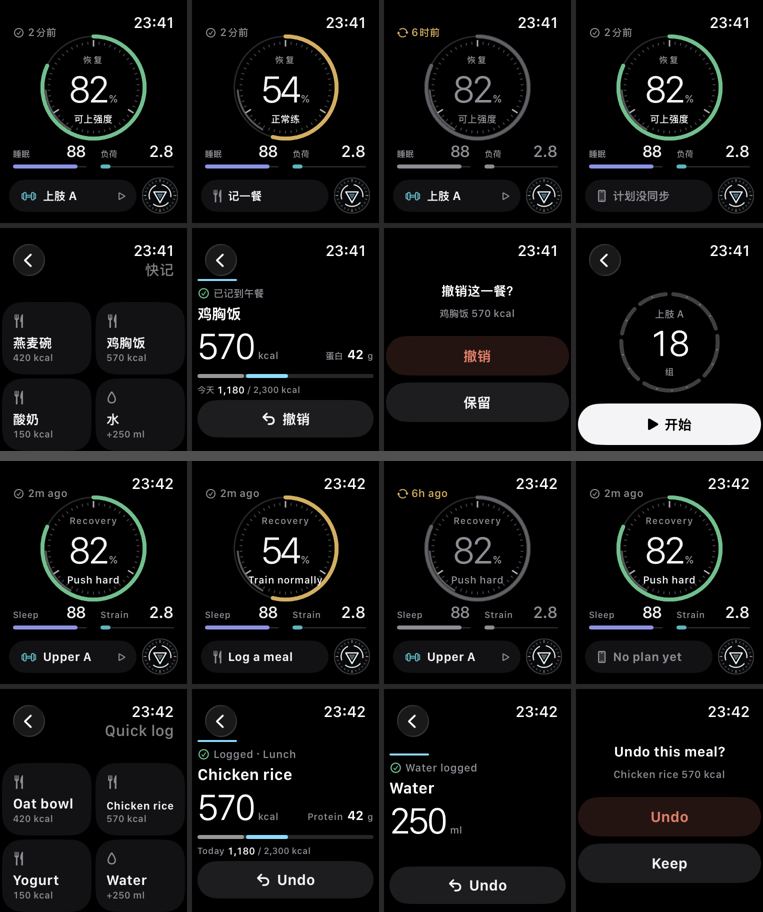 23:41
2分前
恢复
82%
可上强度
睡眠 88 负荷 2.8
上肢 A
23:41
2分前
恢复
54%
正常练
睡眠 88 负荷 2.8
记一餐
23:41
6时前
恢复
82%
可上强度
睡眠 88 负荷 2.8
上肢 A
23:41
2分前
恢复
82%
可上强度
睡眠 88 负荷 2.8
计划没同步
23:41
快记
燕麦碗
420 kcal
鸡胸饭
570 kcal
酸奶
150 kcal
水
+250 ml
23:41
已记到午餐
鸡胸饭
570 kcal 蛋白 42 g
今天 1,180 / 2,300 kcal
撤销
23:41
撤销这一餐?
鸡胸饭 570 kcal
撤销
保留
23:41
上肢 A
18
组
开始
23:42
2m ago
Recovery
82%
Push hard
Sleep 88 Strain 2.8
Upper A
23:42
2m ago
Recovery
54%
Train normally
Sleep 88 Strain 2.8
Log a meal
23:42
6h ago
Recovery
82%
Push hard
Sleep 88 Strain 2.8
Upper A
23:42
2m ago
Recovery
82%
Push hard
Sleep 88 Strain 2.8
No plan yet
23:42
Quick log
Oat bowl
420 kcal
Chicken rice
570 kcal
Yogurt
150 kcal
Water
+250 ml
23:42
Logged · Lunch
Chicken rice
570 kcal Protein 42 g
Today 1,180 / 2,300 kcal
Undo
23:42
Water logged
Water
250 ml
Undo
23:42
Undo this meal?
Chicken rice 570 kcal
Undo
Keep